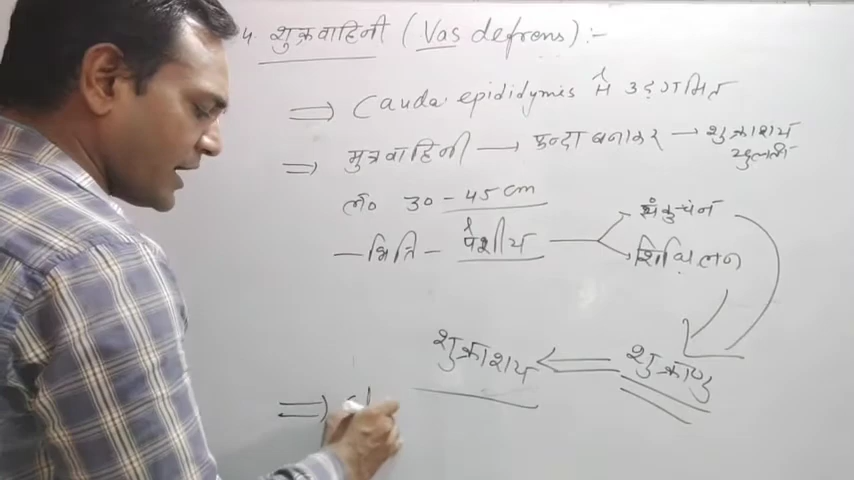 4. शुक्रवाहिनी (Vas defrens):-
⇒ Cauda epididymis से उद्गमित
⇒ मुत्रवाहिनी → फन्दा बनाकर → शुक्राशय
खुलती
लं० 30 - 45 cm
— भित्ति - पेशीय
संकुचन
शिथिलन
शुक्राशय ⇐ शुक्राणु
⇒